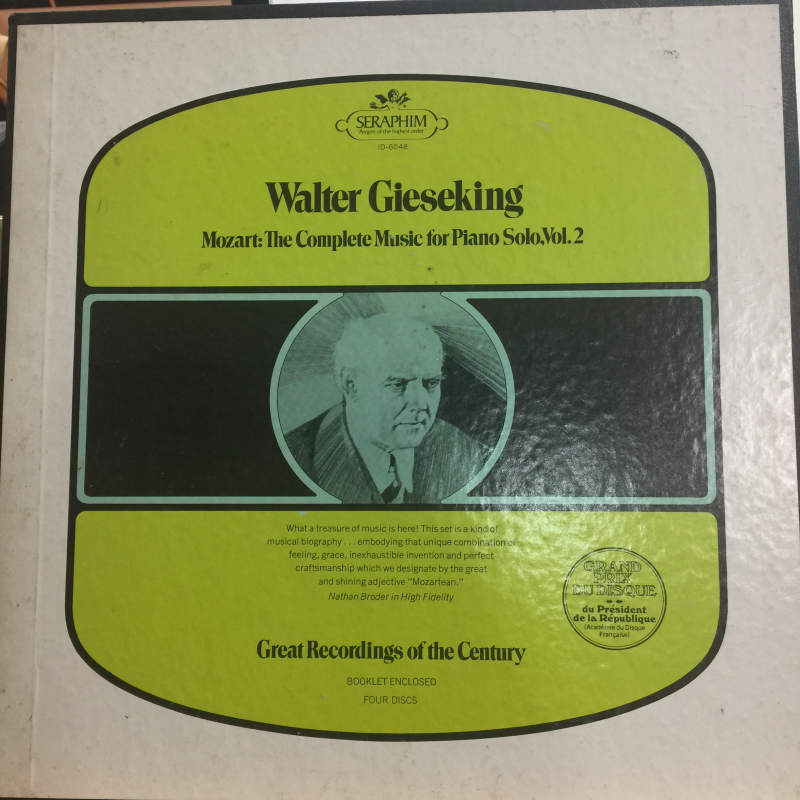 SERAPHIM
"Angels of the highest order"
ID-6048
Walter Gieseking
Mozart: The Complete Music for Piano Solo, Vol. 2
What a treasure of music is here! This set is a kind of
musical biography . . . embodying that unique combination of
feeling, grace, inexhaustible invention and perfect
craftsmanship which we designate by the great
and shining adjective "Mozartean."
Nathan Broder in High Fidelity
GRAND
PRIX
DU DISQUE
du Président
de la République
(Académie du Disque
Française)
Great Recordings of the Century
BOOKLET ENCLOSED
FOUR DISCS